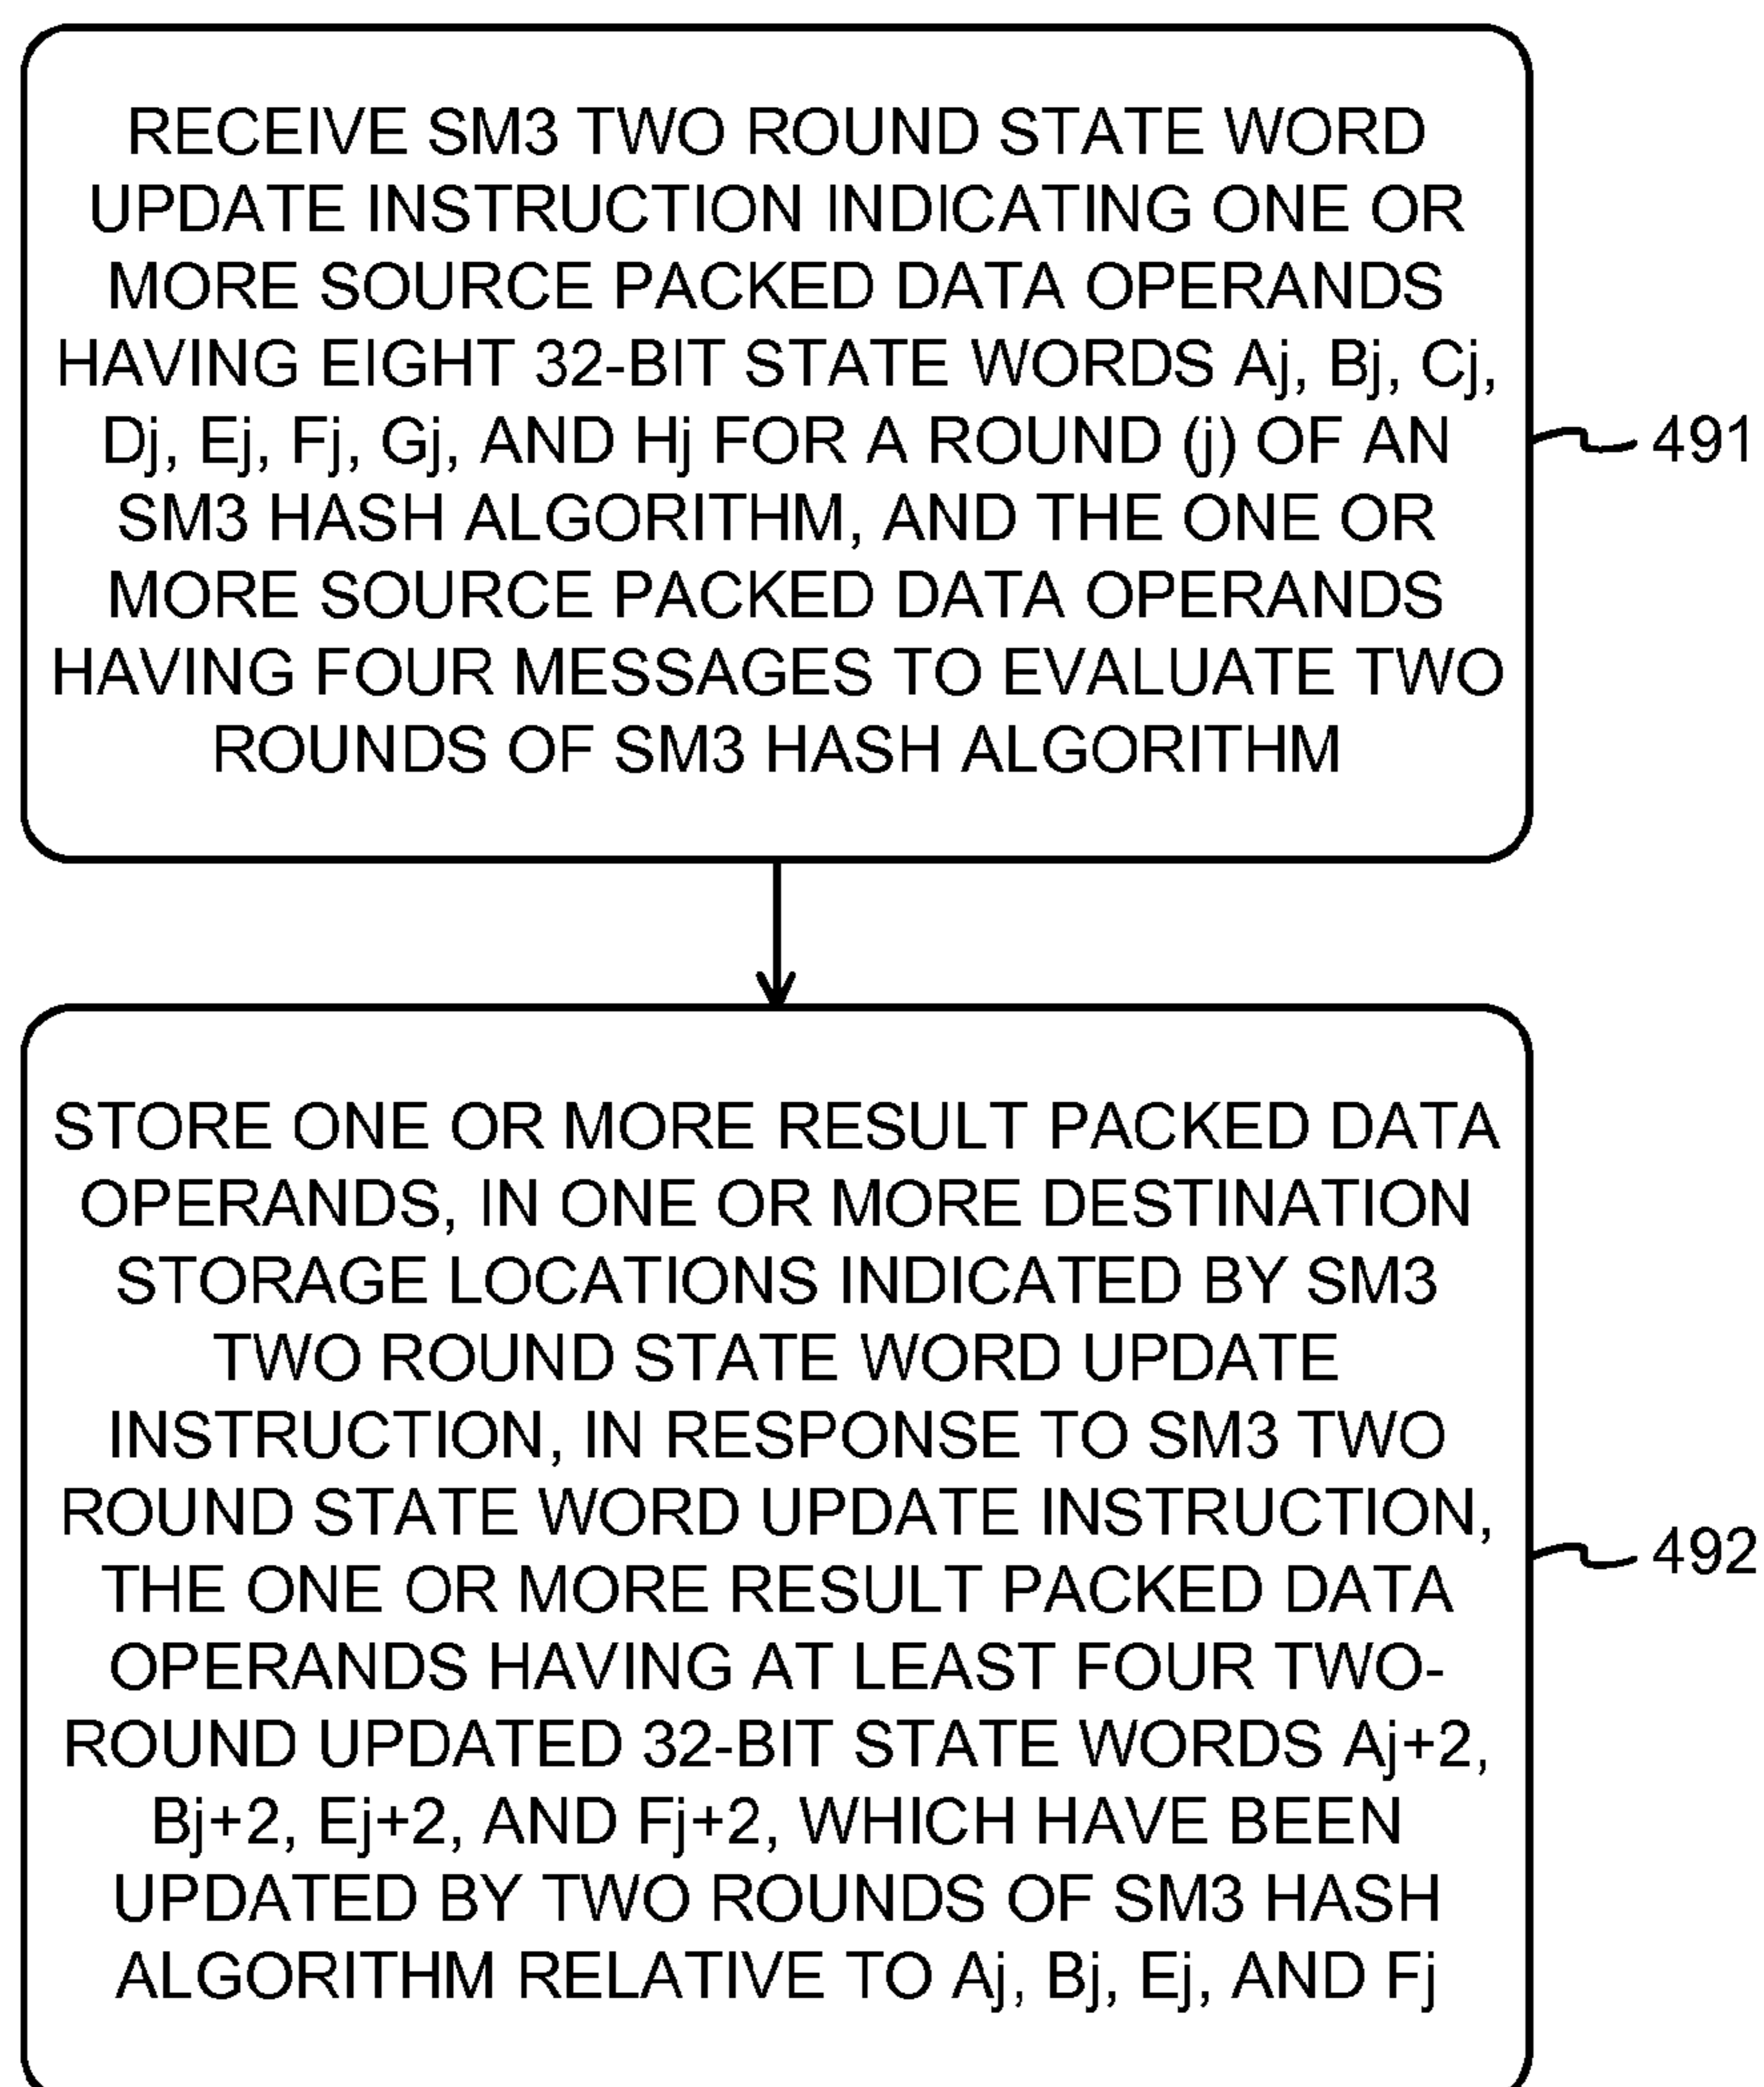 RECEIVE SM3 TWO ROUND STATE WORD
UPDATE INSTRUCTION INDICATING ONE OR
MORE SOURCE PACKED DATA OPERANDS
HAVING EIGHT 32-BIT STATE WORDS Aj, Bj, Cj,
Dj, Ej, Fj, Gj, AND Hj FOR A ROUND (j) OF AN
SM3 HASH ALGORITHM, AND THE ONE OR
MORE SOURCE PACKED DATA OPERANDS
HAVING FOUR MESSAGES TO EVALUATE TWO
ROUNDS OF SM3 HASH ALGORITHM
491
STORE ONE OR MORE RESULT PACKED DATA
OPERANDS, IN ONE OR MORE DESTINATION
STORAGE LOCATIONS INDICATED BY SM3
TWO ROUND STATE WORD UPDATE
INSTRUCTION, IN RESPONSE TO SM3 TWO
ROUND STATE WORD UPDATE INSTRUCTION,
THE ONE OR MORE RESULT PACKED DATA
OPERANDS HAVING AT LEAST FOUR TWO-
ROUND UPDATED 32-BIT STATE WORDS Aj+2,
Bj+2, Ej+2, AND Fj+2, WHICH HAVE BEEN
UPDATED BY TWO ROUNDS OF SM3 HASH
ALGORITHM RELATIVE TO Aj, Bj, Ej, AND Fj
492